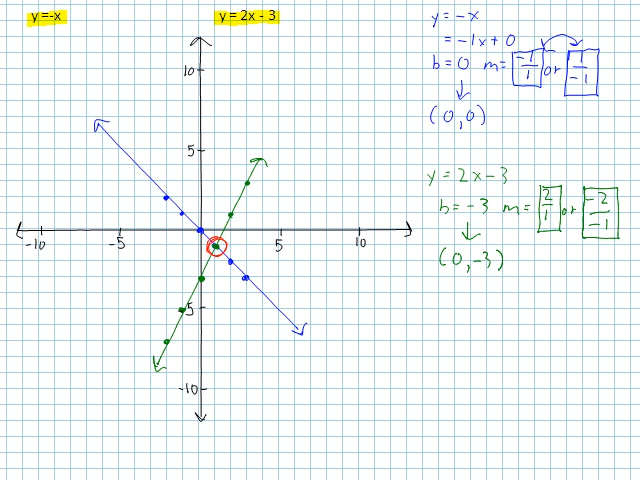 y =-x
y = 2x - 3
y = -x
= -1x + 0
b = 0 m = -1/1 or 1/-1
(0,0)
y = 2x - 3
b = -3 m = 2/1 or -2/-1
(0,-3)
10
5
-10 -5 5 10
-5
-10